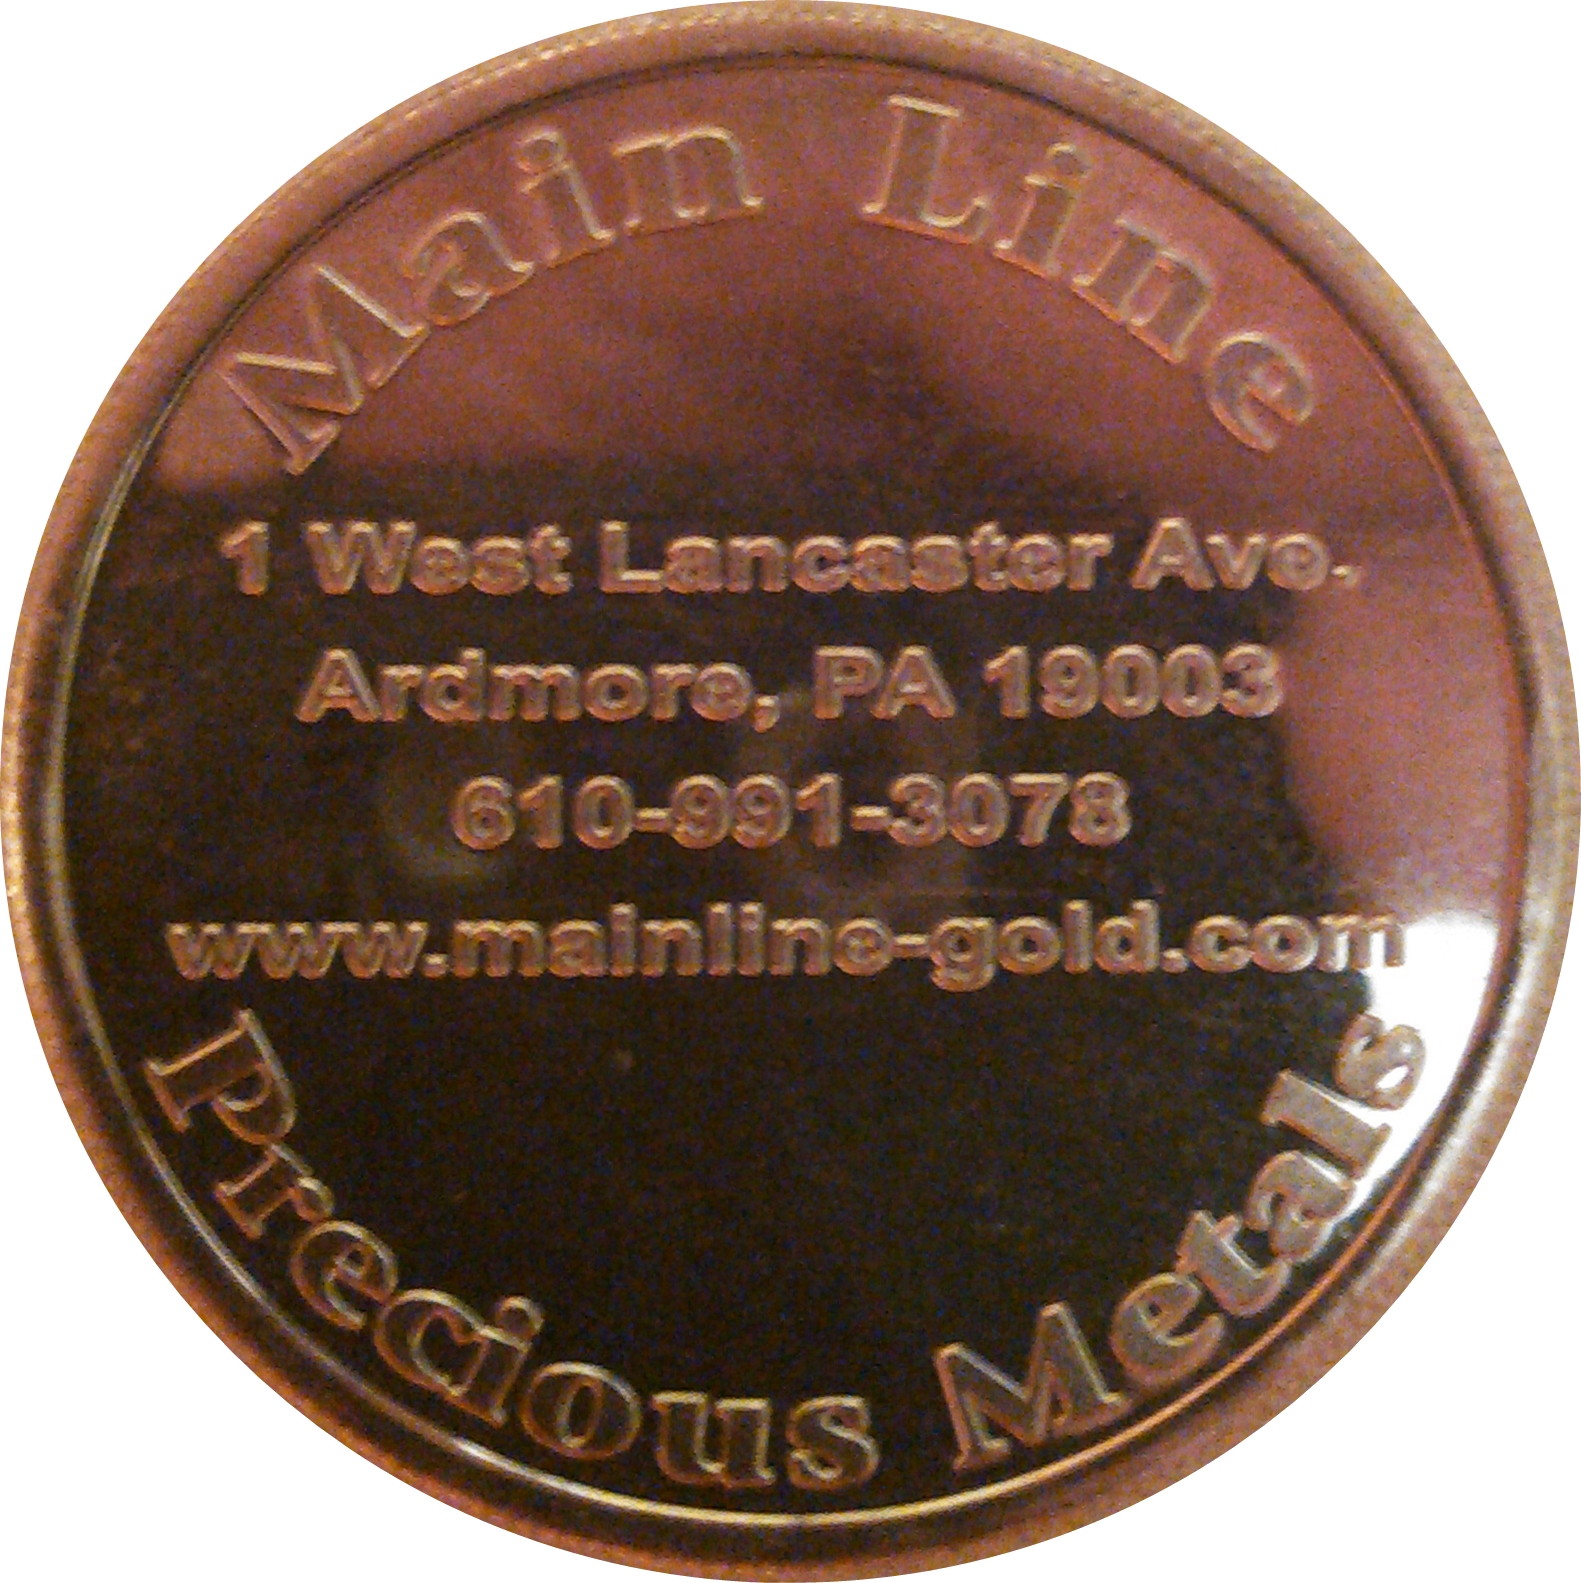 Main Line
1 West Lancaster Ave.
Ardmore, PA 19003
610-991-3078
www.mainline-gold.com
Precious Metals